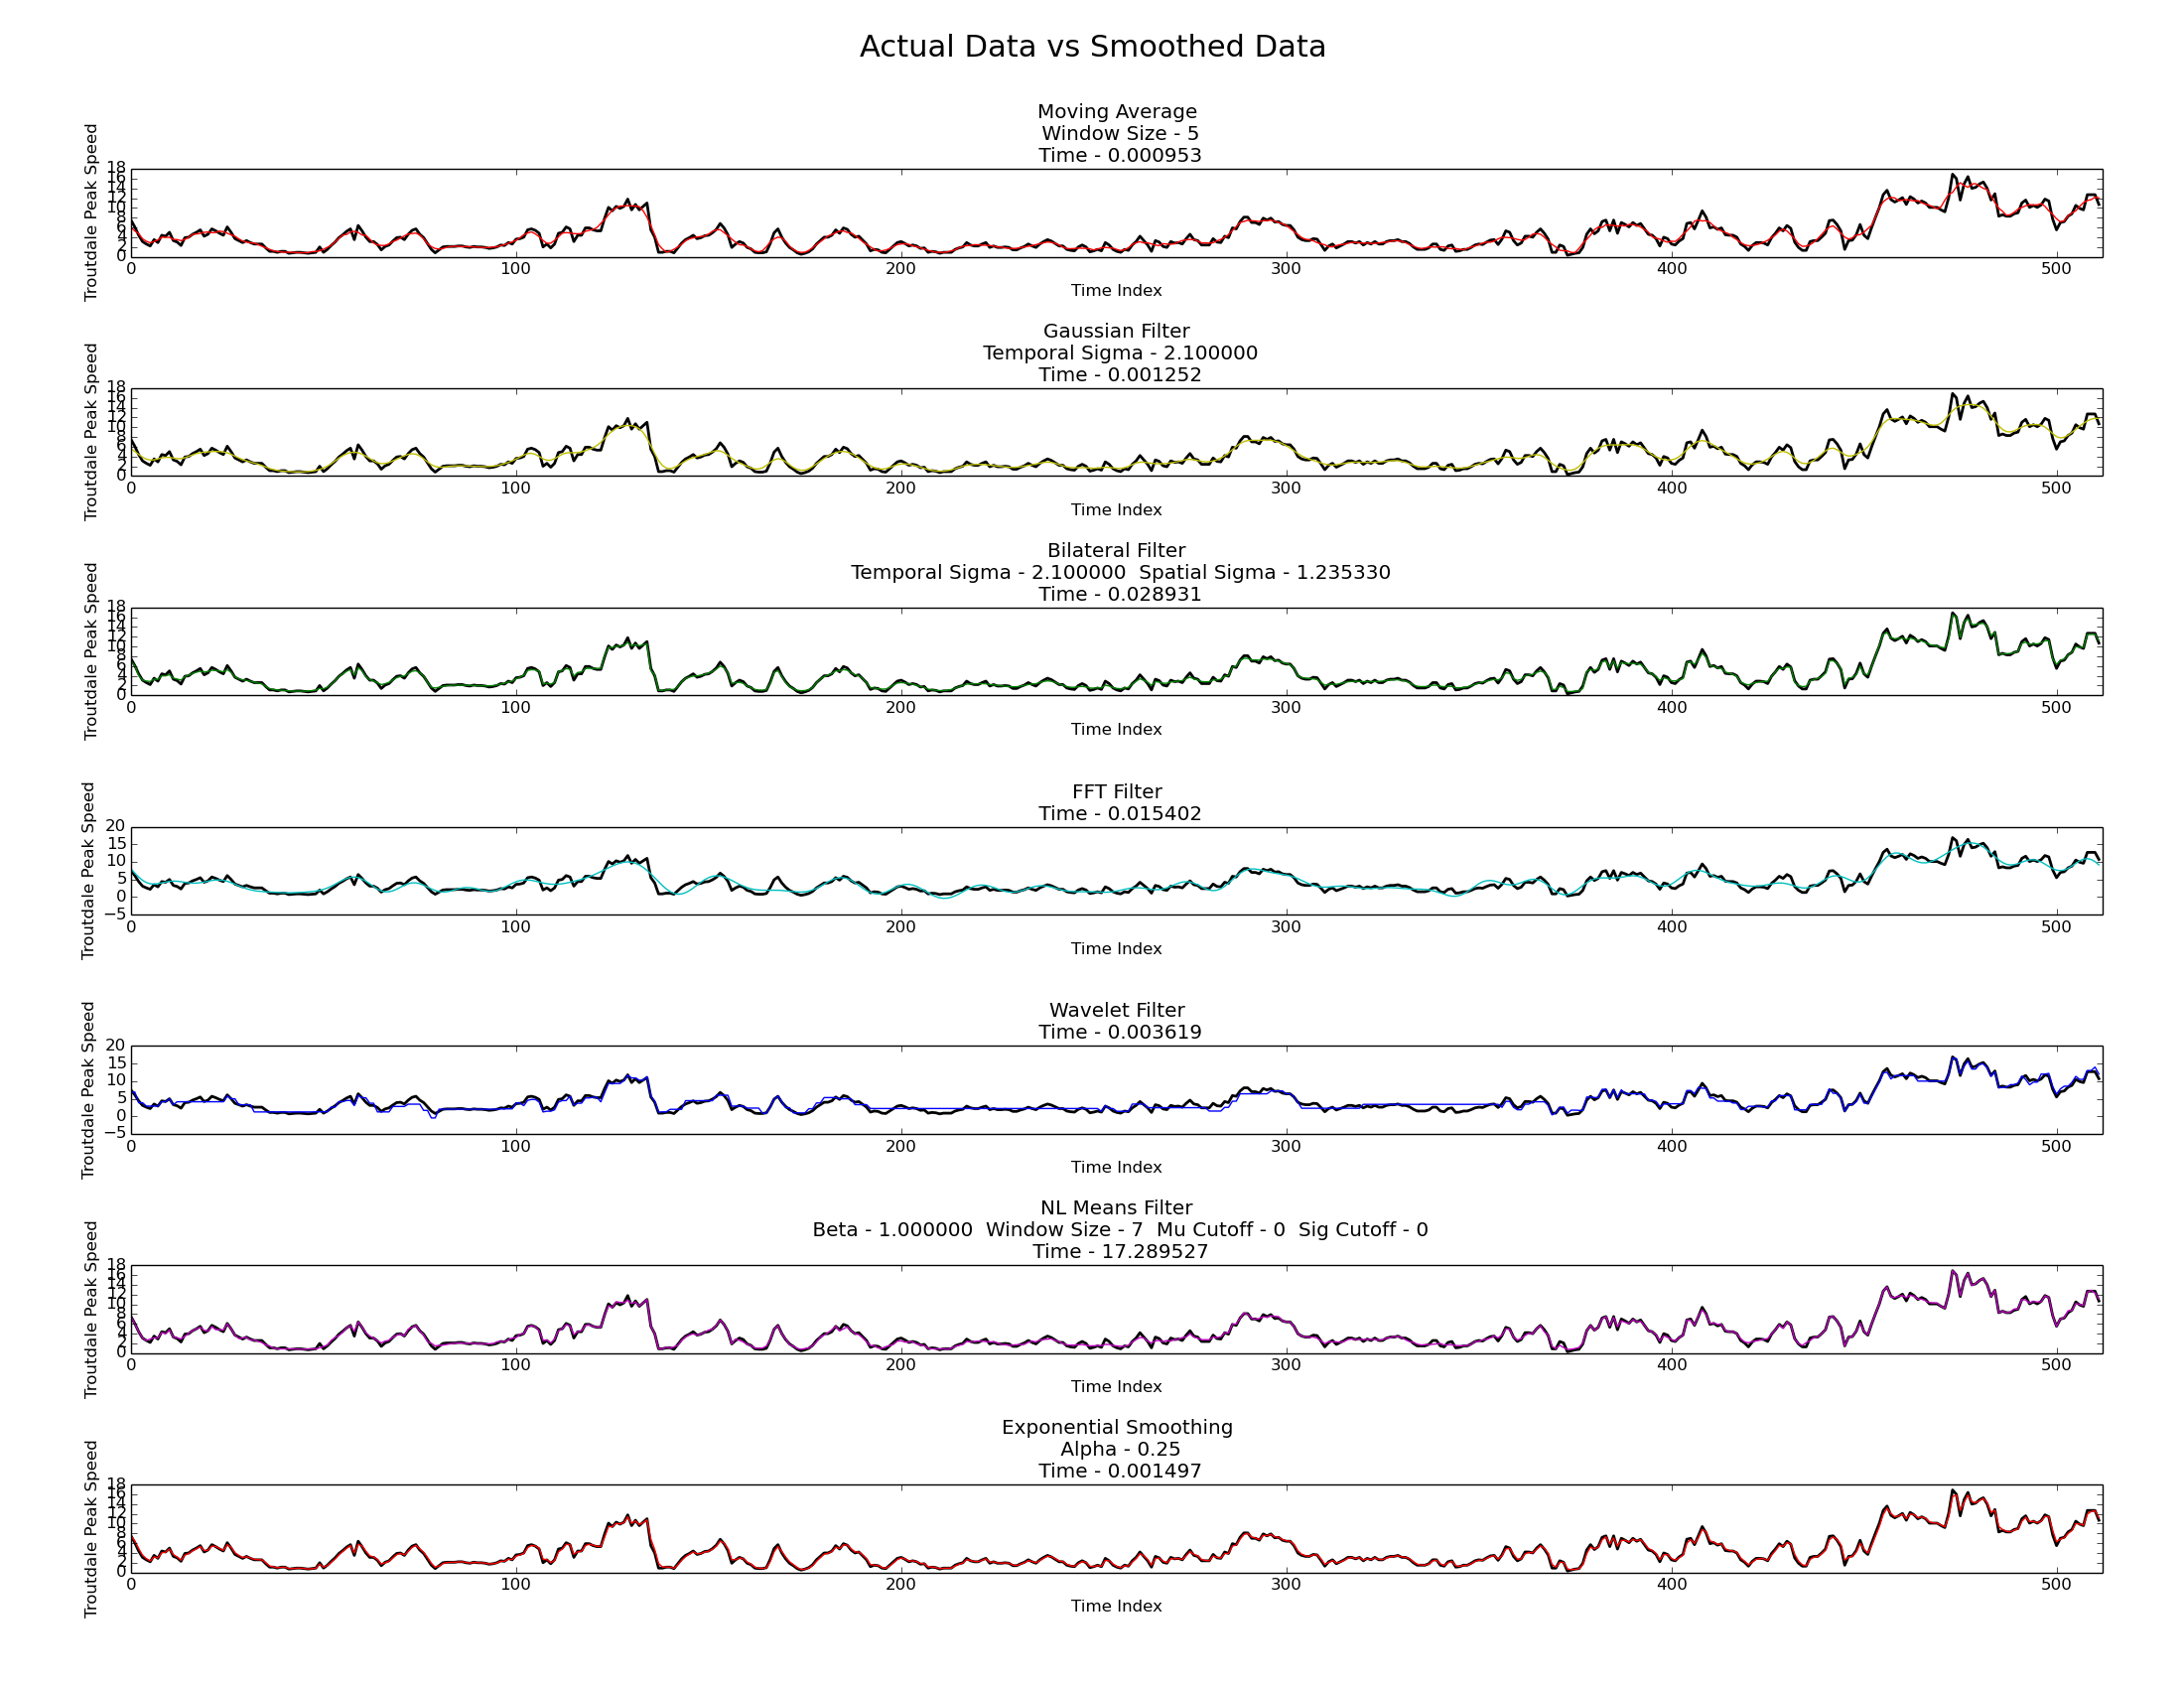 Actual Data vs Smoothed Data
Moving Average
Window Size - 5
Time - 0.000953
Troutdale Peak Speed
18
16
14
12
10
8
6
4
2
0
0 100 200 300 400 500
Time Index
Gaussian Filter
Temporal Sigma - 2.100000
Time - 0.001252
Troutdale Peak Speed
18
16
14
12
10
8
6
4
2
0
0 100 200 300 400 500
Time Index
Bilateral Filter
Temporal Sigma - 2.100000  Spatial Sigma - 1.235330
Time - 0.028931
Troutdale Peak Speed
18
16
14
12
10
8
6
4
2
0
0 100 200 300 400 500
Time Index
FFT Filter
Time - 0.015402
Troutdale Peak Speed
20
15
10
5
0
−5
0 100 200 300 400 500
Time Index
Wavelet Filter
Time - 0.003619
Troutdale Peak Speed
20
15
10
5
0
−5
0 100 200 300 400 500
Time Index
NL Means Filter
Beta - 1.000000  Window Size - 7  Mu Cutoff - 0  Sig Cutoff - 0
Time - 17.289527
Troutdale Peak Speed
18
16
14
12
10
8
6
4
2
0
0 100 200 300 400 500
Time Index
Exponential Smoothing
Alpha - 0.25
Time - 0.001497
Troutdale Peak Speed
18
16
14
12
10
8
6
4
2
0
0 100 200 300 400 500
Time Index